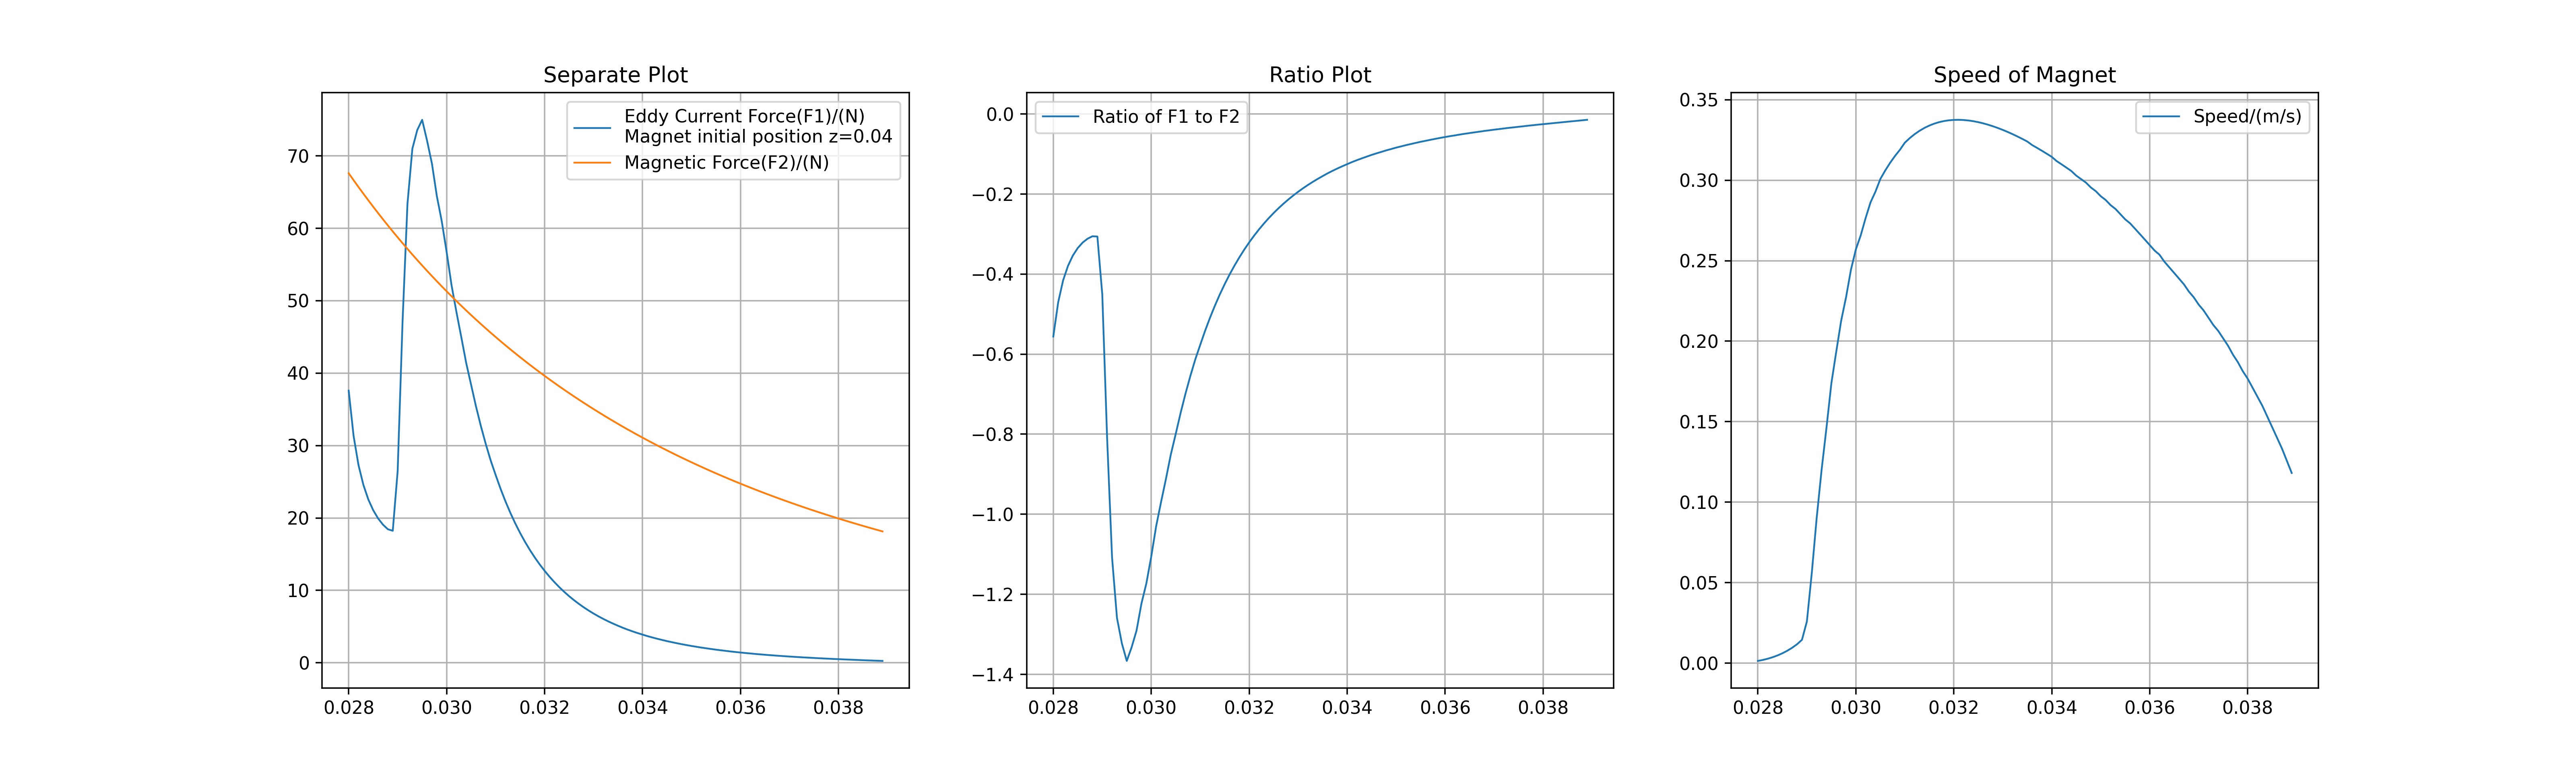 Separate Plot
Eddy Current Force(F1)/(N)
Magnet initial position z=0.04
Magnetic Force(F2)/(N)
70
60
50
40
30
20
10
0
0.028 0.030 0.032 0.034 0.036 0.038
Ratio Plot
Ratio of F1 to F2
0.0
−0.2
−0.4
−0.6
−0.8
−1.0
−1.2
−1.4
0.028 0.030 0.032 0.034 0.036 0.038
Speed of Magnet
Speed/(m/s)
0.35
0.30
0.25
0.20
0.15
0.10
0.05
0.00
0.028 0.030 0.032 0.034 0.036 0.038